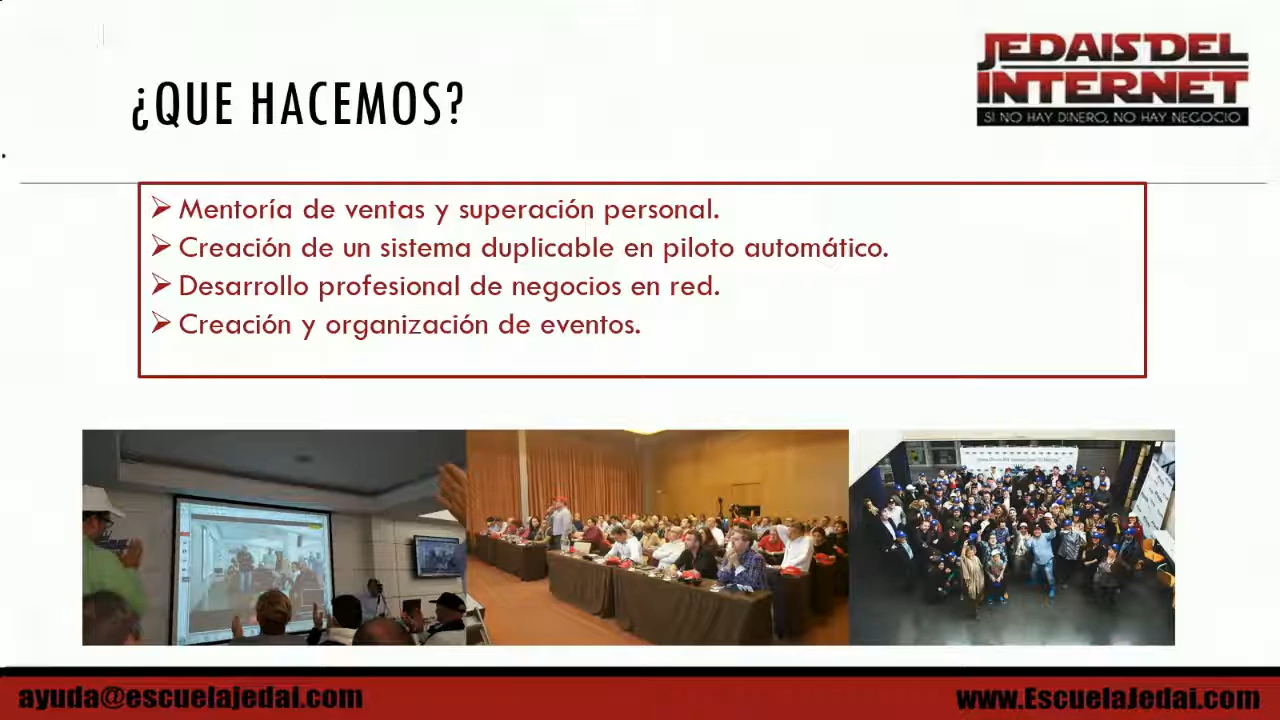 ¿QUE HACEMOS?
JEDAIS DEL
INTERNET
SI NO HAY DINERO, NO HAY NEGOCIO
Mentoría de ventas y superación personal.
Creación de un sistema duplicable en piloto automático.
Desarrollo profesional de negocios en red.
Creación y organización de eventos.
ayuda@escuelajedai.com
www.EscuelaJedai.com